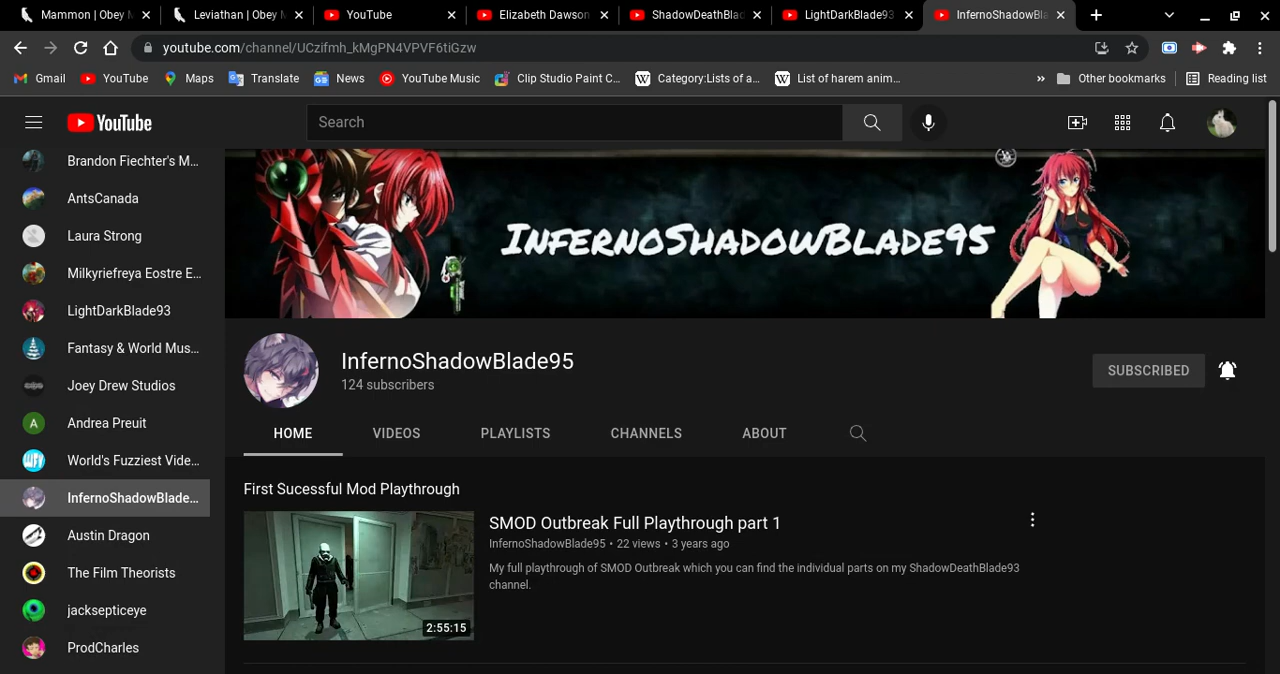 Mammon | Obey M
Leviathan | Obey M
YouTube
Elizabeth Dawson
ShadowDeathBla
LightDarkBlade93
InfernoShadowBla
youtube.com/channel/UCzifmh_kMgPN4VPVF6tiGzw
Gmail
YouTube
Maps
Translate
News
YouTube Music
Clip Studio Paint C...
Category:Lists of a...
List of harem anim...
»
Other bookmarks
Reading list
YouTube
Search
Brandon Fiechter's M...
AntsCanada
Laura Strong
Milkyriefreya Eostre E...
LightDarkBlade93
Fantasy & World Mus...
Joey Drew Studios
A
Andrea Preuit
World's Fuzziest Vide...
InfernoShadowBlade...
Austin Dragon
The Film Theorists
jacksepticeye
ProdCharles
InfernoShadowBlade95
InfernoShadowBlade95
124 subscribers
SUBSCRIBED
HOME
VIDEOS
PLAYLISTS
CHANNELS
ABOUT
First Sucessful Mod Playthrough
SMOD Outbreak Full Playthrough part 1
InfernoShadowBlade95 • 22 views • 3 years ago
My full playthrough of SMOD Outbreak which you can find the individual parts on my ShadowDeathBlade93
channel.
2:55:15